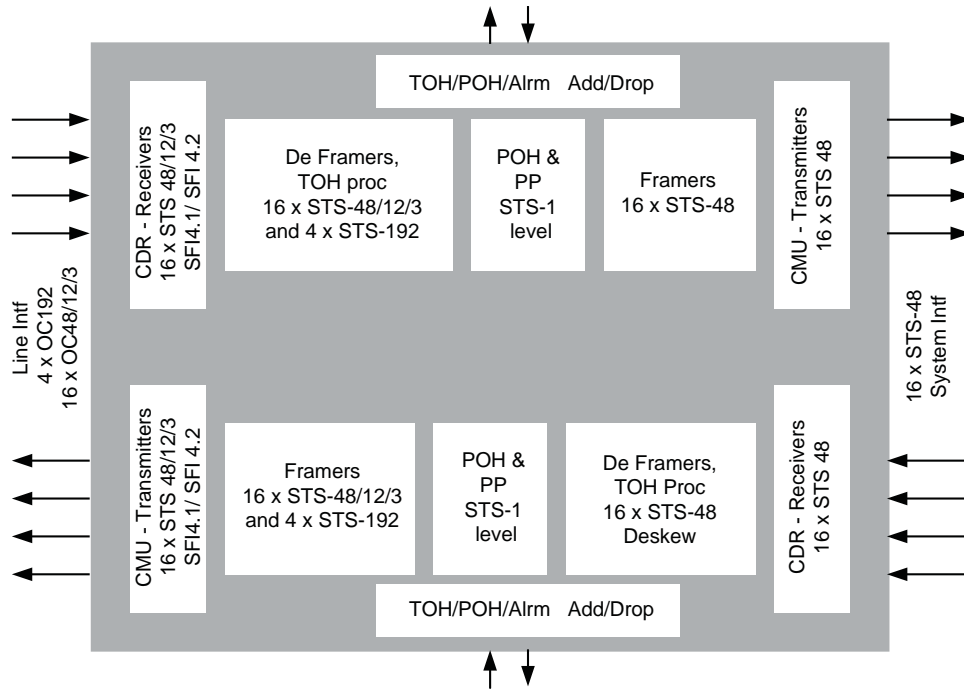 TOH/POH/Alrm Add/Drop
Line Intf
4 x OC192
16 x OC48/12/3
CDR - Receivers
16 x STS 48/12/3
SFI4.1/ SFI 4.2
De Framers,
TOH proc
16 x STS-48/12/3
and 4 x STS-192
POH &
PP
STS-1
level
Framers
16 x STS-48
CMU - Transmitters
16 x STS 48
16 x STS-48
System Intf
CMU - Transmitters
16 x STS 48/12/3
SFI4.1/ SFI 4.2
Framers
16 x STS-48/12/3
and 4 x STS-192
POH &
PP
STS-1
level
De Framers,
TOH Proc
16 x STS-48
Deskew
CDR - Receivers
16 x STS 48
TOH/POH/Alrm Add/Drop